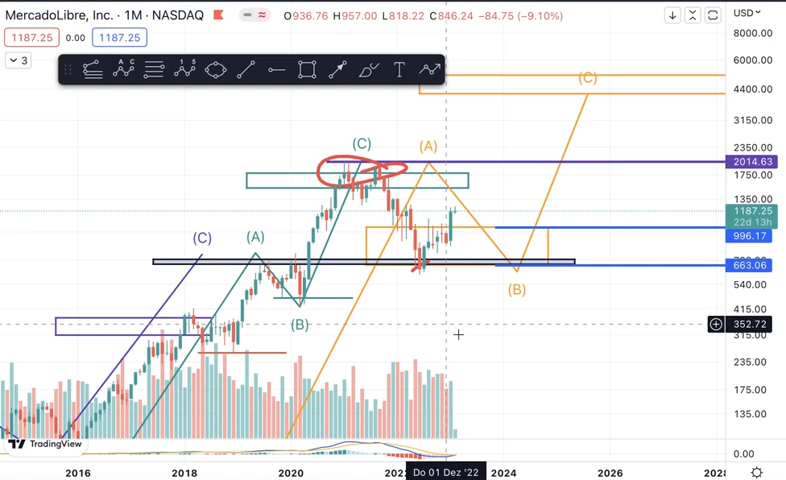 MercadoLibre, Inc. · 1M · NASDAQ O936.76 H957.00 L818.22 C846.24 −84.75 (−9.10%) USD
1187.25 0.00 1187.25
3
A C 1 5 T
8000.00
6000.00
(C)
4400.00
3150.00
2350.00
(C) (A)
2014.63
1750.00
1350.00
1187.25
22d 13h
(C) (A) 996.17
663.06
540.00
(B)
415.00
(B) 352.72
315.00
235.00
175.00
135.00
TradingView
0.00
2016 2018 2020 Do 01 Dez '22 2024 2026